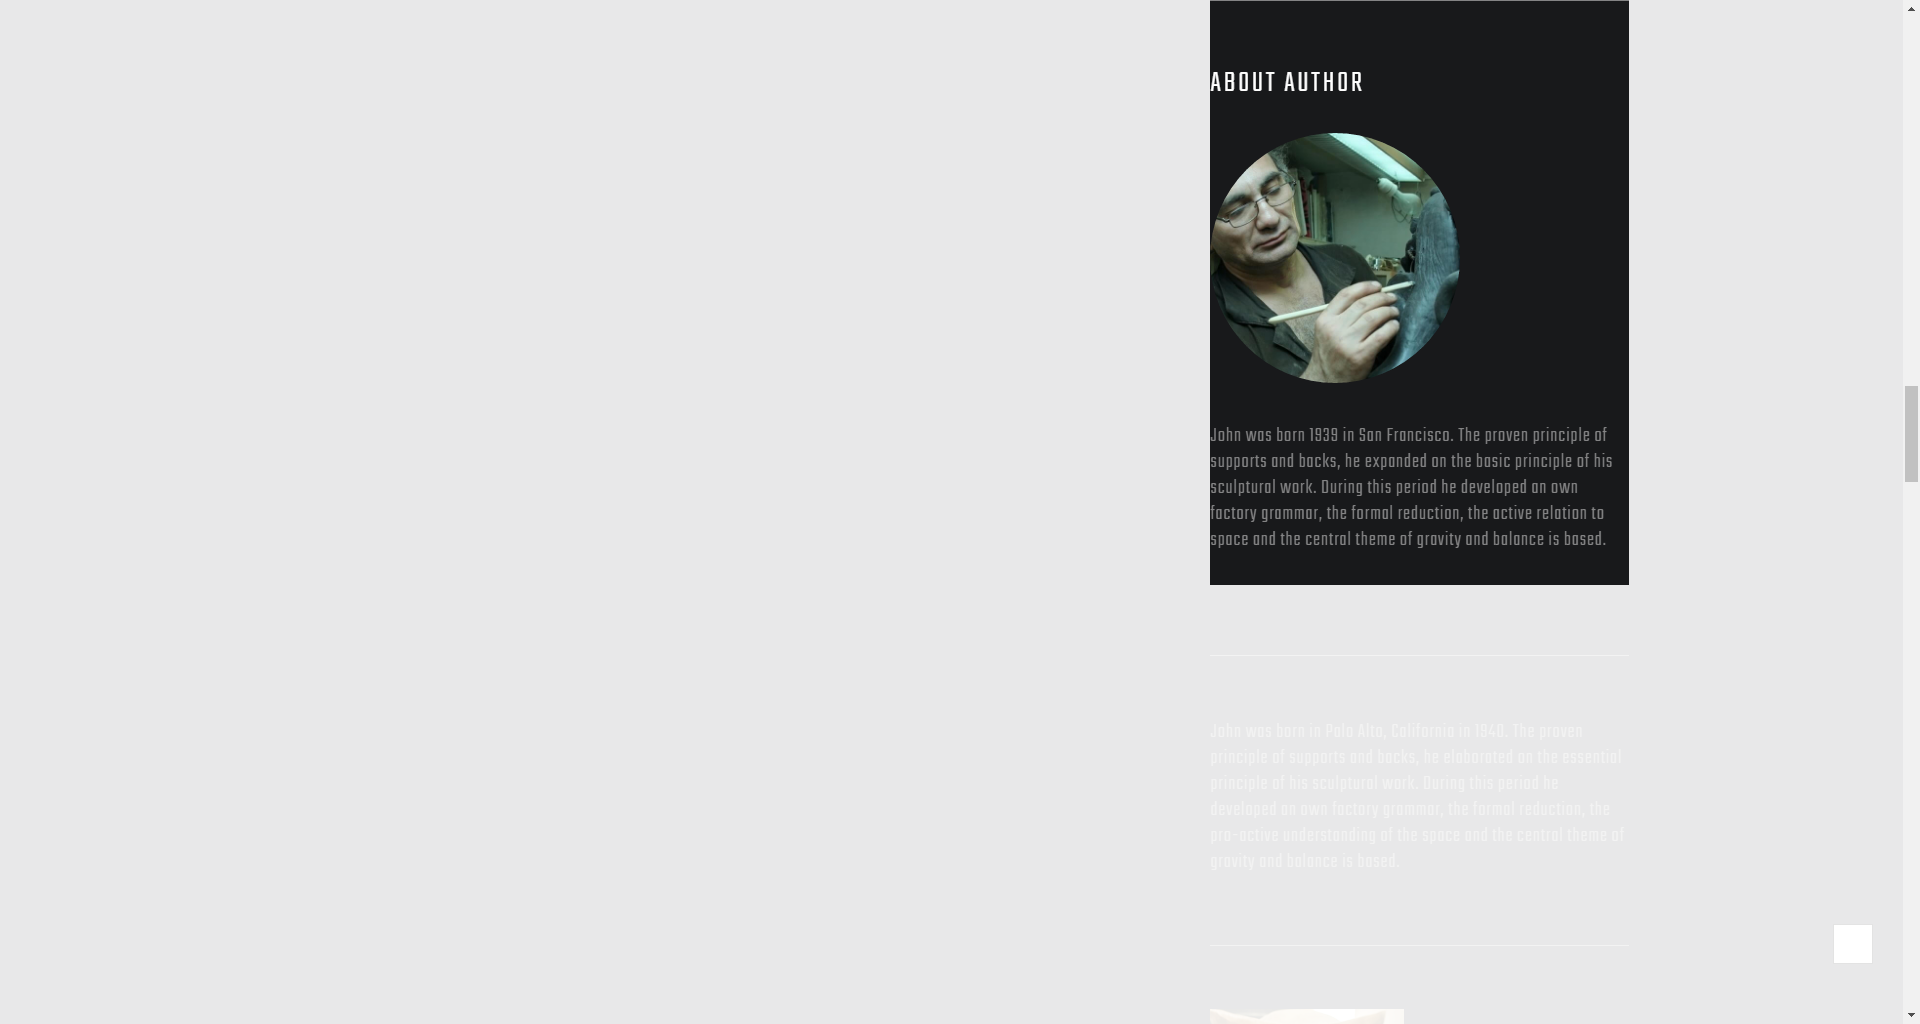 ABOUT AUTHOR
John was born 1939 in San Francisco. The proven principle of
supports and backs, he expanded on the basic principle of his
sculptural work. During this period he developed an own
factory grammar, the formal reduction, the active relation to
space and the central theme of gravity and balance is based.
John was born in Palo Alto, California in 1940. The proven
principle of supports and backs, he elaborated on the essential
principle of his sculptural work. During this period he
developed an own factory grammar, the formal reduction, the
pro-active understanding of the space and the central theme of
gravity and balance is based.